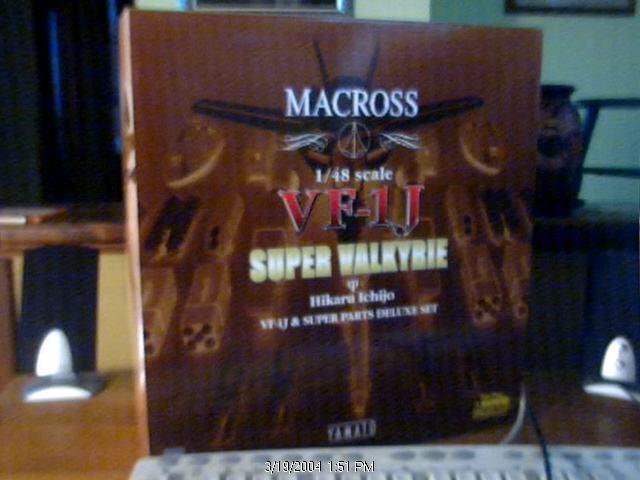 MACROSS
1/48 scale
VF-1J
SUPER VALKYRIE
Hikaru Ichijo
VF-1J & SUPER PARTS DELUXE SET
YAMATO
3/19/2004 1:51 PM